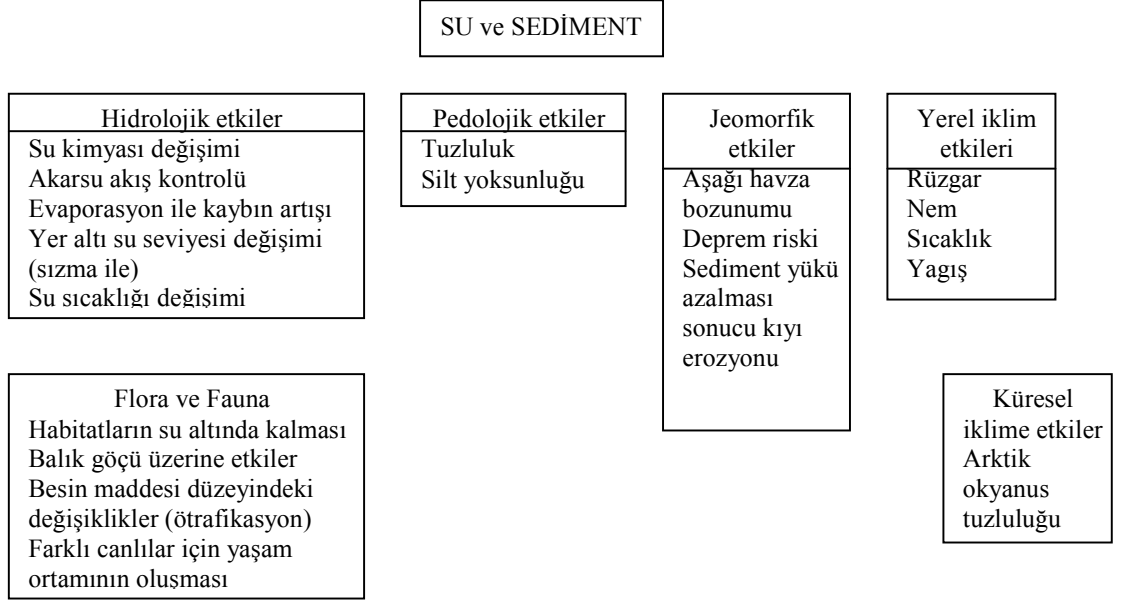 SU ve SEDİMENT
Hidrolojik etkiler
Su kimyası değişimi
Akarsu akış kontrolü
Evaporasyon ile kaybın artışı
Yer altı su seviyesi değişimi
(sızma ile)
Su sıcaklığı değişimi
Pedolojik etkiler
Tuzluluk
Silt yoksunluğu
Jeomorfik
etkiler
Aşağı havza
bozunumu
Deprem riski
Sediment yükü
azalması
sonucu kıyı
erozyonu
Yerel iklim
etkileri
Rüzgar
Nem
Sıcaklık
Yagış
Flora ve Fauna
Habitatların su altında kalması
Balık göçü üzerine etkiler
Besin maddesi düzeyindeki
değişiklikler (ötrafikasyon)
Farklı canlılar için yaşam
ortamının oluşması
Küresel
iklime etkiler
Arktik
okyanus
tuzluluğu